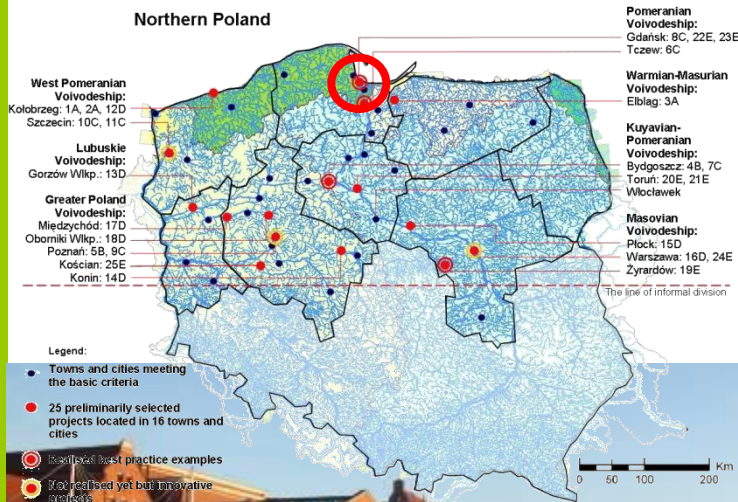 Northern Poland
West Pomeranian
Voivodeship:
Kołobrzeg: 1A, 2A, 12D
Szczecin: 10C, 11C
Lubuskie
Voivodeship:
Gorzów Wlkp.: 13D
Greater Poland
Voivodeship:
Międzychód: 17D
Oborniki Wlkp.: 18D
Poznań: 5B, 9C
Kościan: 25E
Konin: 14D
Pomeranian
Voivodeship:
Gdańsk: 8C, 22E, 23E
Tczew: 6C
Warmian-Masurian
Voivodeship:
Elbląg: 3A
Kuyavian-
Pomeranian
Voivodeship:
Bydgoszcz: 4B, 7C
Toruń: 20E, 21E
Włocławek
Masovian
Voivodeship:
Płock: 15D
Warszawa: 16D, 24E
Żyrardów: 19E
The line of informal division
Legend:
Towns and cities meeting
the basic criteria
25 preliminarily selected
projects located in 16 towns and
cities
Realised best practice examples
Not realised yet but innovative
projects
Km
0 50 100 200